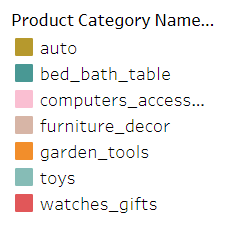 Product Category Name...
auto
bed_bath_table
computers_access...
furniture_decor
garden_tools
toys
watches_gifts